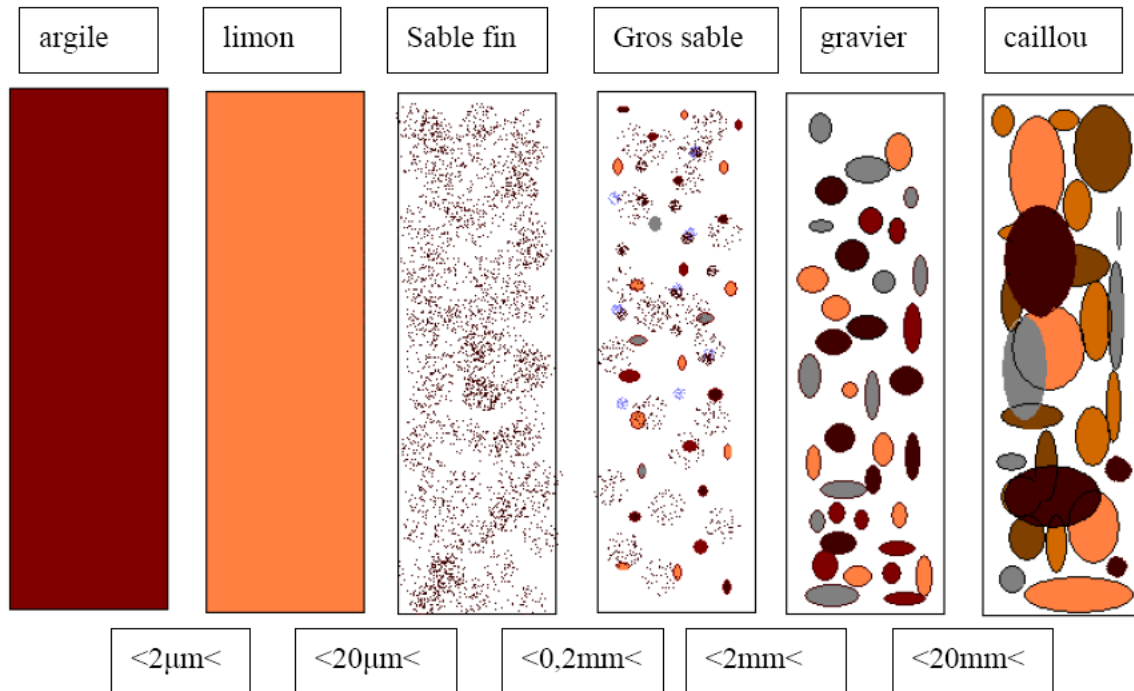 argile
limon
Sable fin
Gros sable
gravier
caillou
<2µm<
<20µm<
<0,2mm<
<2mm<
<20mm<